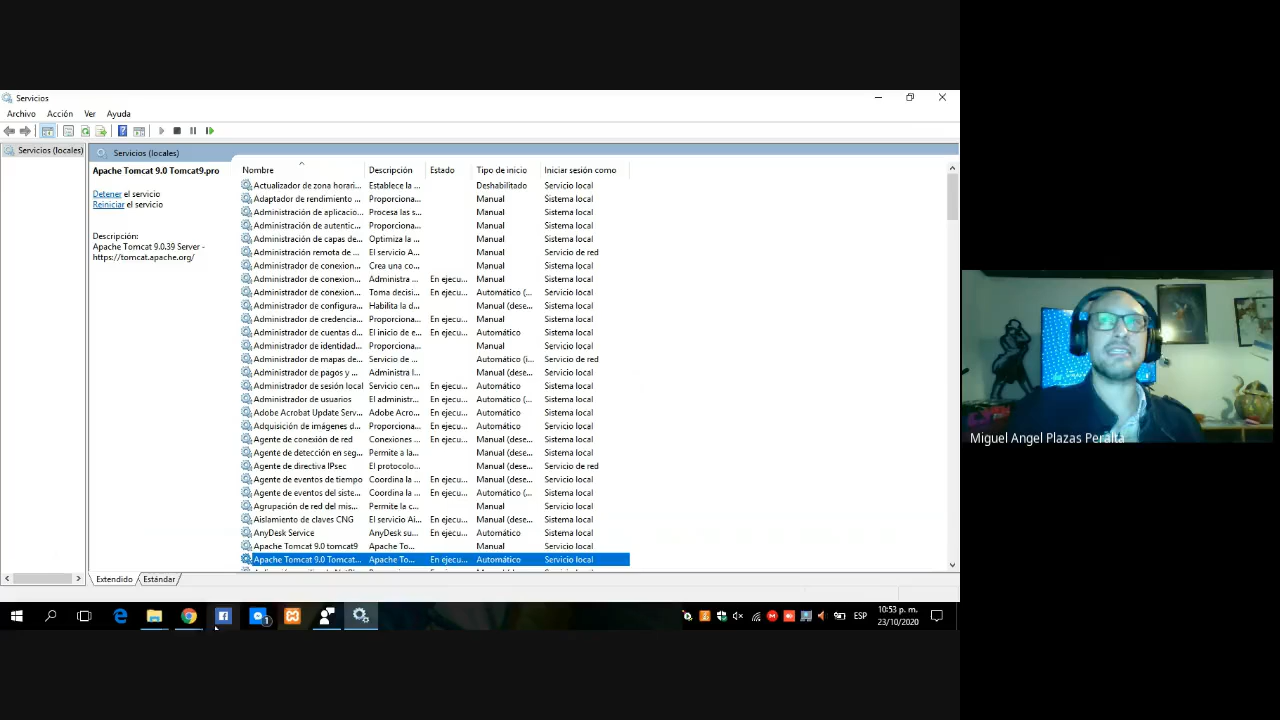 Servicios
Archivo Acción Ver Ayuda
Servicios (locales)
Servicios (locales)
Apache Tomcat 9.0 Tomcat9.pro
Detener el servicio
Reiniciar el servicio
Descripción:
Apache Tomcat 9.0.39 Server -
https://tomcat.apache.org/
Nombre Descripción Estado Tipo de inicio Iniciar sesión como
Actualizador de zona horari... Establece la ... Deshabilitado Servicio local
Adaptador de rendimiento ... Proporciona... Manual Sistema local
Administración de aplicacio... Procesa las s... Manual Sistema local
Administración de autentic... Proporciona... Manual Sistema local
Administrador de capas de... Optimiza la ... Manual Sistema local
Administración remota de ... El servicio A... Manual Servicio de red
Administrador de conexion... Crea una co... Manual Sistema local
Administrador de conexion... Administra ... En ejecu... Manual Sistema local
Administrador de conexion... Toma decisi... En ejecu... Automático (... Servicio local
Administrador de configura... Habilita la d... Manual (dese... Sistema local
Administrador de credencia... Proporciona... En ejecu... Manual Sistema local
Administrador de cuentas d... El inicio de e... En ejecu... Automático Sistema local
Administrador de identidad... Proporciona... Manual Servicio local
Administrador de mapas de... Servicio de ... Automático (i... Servicio de red
Administrador de pagos y ... Administra l... Manual (dese... Servicio local
Administrador de sesión local Servicio cen... En ejecu... Automático Sistema local
Administrador de usuarios El administr... En ejecu... Automático (... Sistema local
Adobe Acrobat Update Serv... Adobe Acro... En ejecu... Automático Sistema local
Adquisición de imágenes d... Proporciona... En ejecu... Automático Servicio local
Agente de conexión de red Conexiones ... En ejecu... Manual (dese... Sistema local
Agente de detección en seg... Permite a la... Manual (dese... Sistema local
Agente de directiva IPsec El protocolo... Manual (dese... Servicio de red
Agente de eventos de tiempo Coordina la ... En ejecu... Manual (dese... Servicio local
Agente de eventos del siste... Coordina la ... En ejecu... Automático (... Sistema local
Agrupación de red del mis... Permite la c... Manual Servicio local
Aislamiento de claves CNG El servicio Ai... En ejecu... Manual (dese... Sistema local
AnyDesk Service AnyDesk su... En ejecu... Automático Sistema local
Apache Tomcat 9.0 tomcat9 Apache To... Manual Servicio local
Apache Tomcat 9.0 Tomcat... Apache To... En ejecu... Automático Servicio local
Extendido Estándar
Miguel Angel Plazas Peralta
1
ESP
10:53 p. m.
23/10/2020